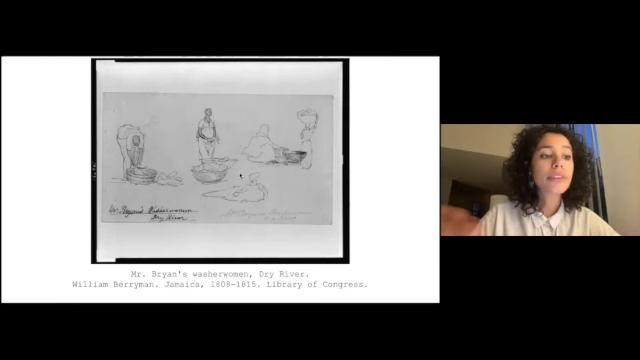 Mr. Bryan's Washerwomen
Dry River
Mr. Bryan's washerwomen, Dry River.
William Berryman. Jamaica, 1808-1815. Library of Congress.